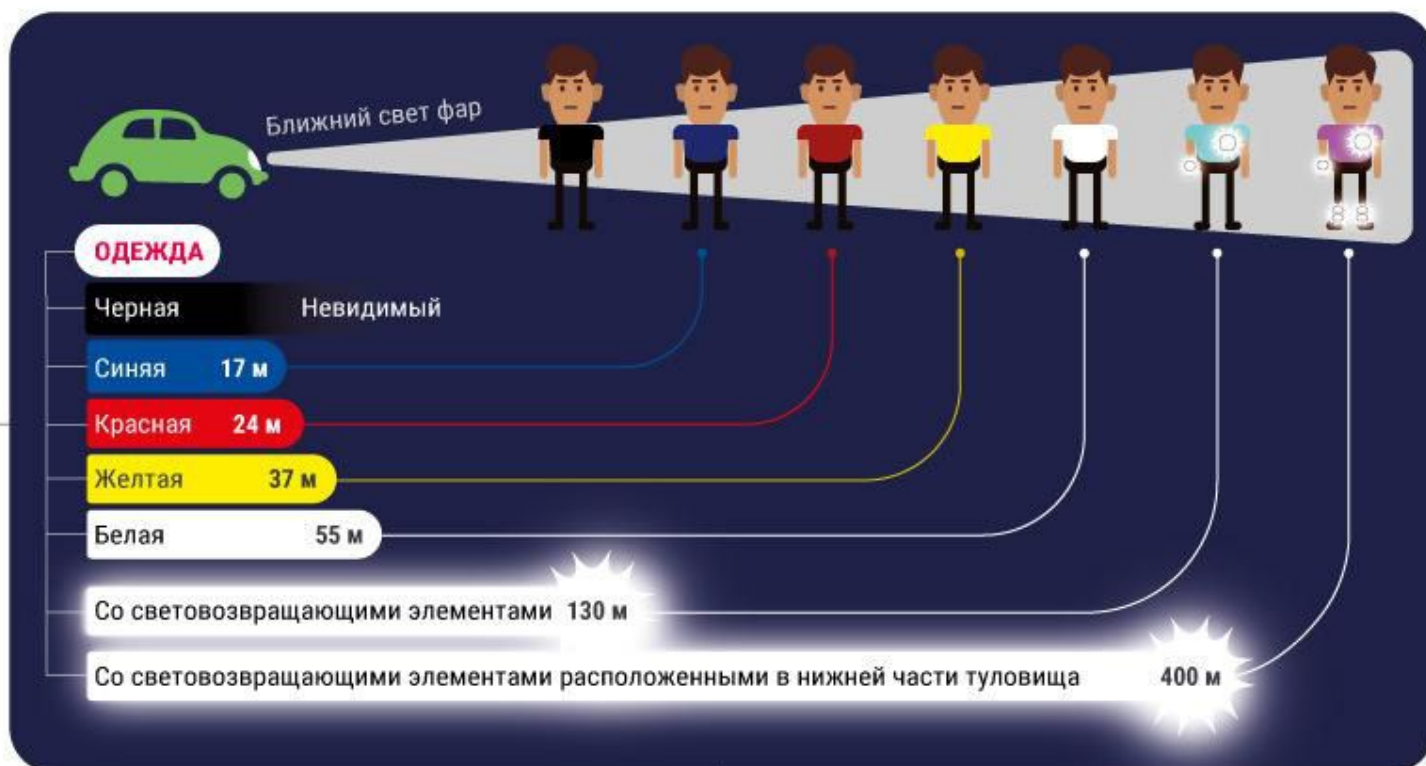 Ближний свет фар
ОДЕЖДА
Черная Невидимый
Синяя 17 м
Красная 24 м
Желтая 37 м
Белая 55 м
Со световозвращающими элементами 130 м
Со световозвращающими элементами расположенными в нижней части туловища 400 м